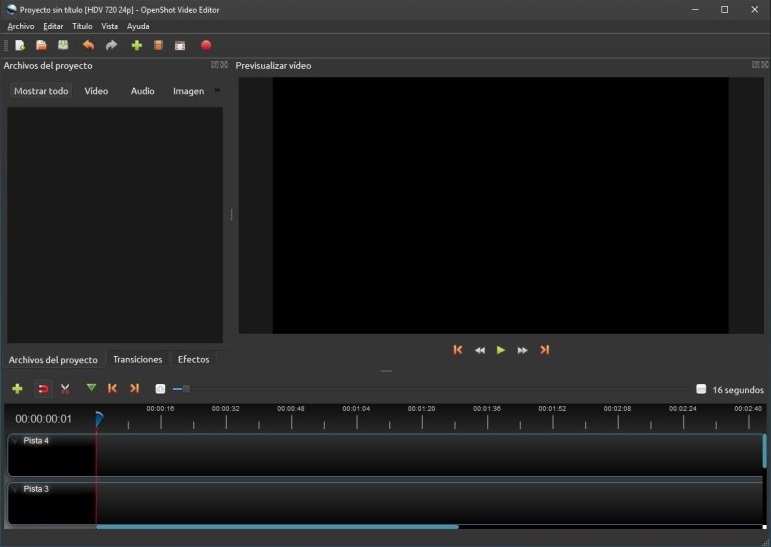 Proyecto sin título [HDV 720 24p] - OpenShot Video Editor
Archivo Editar Título Vista Ayuda
Archivos del proyecto
Previsualizar vídeo
Mostrar todo Vídeo Audio Imagen »
Archivos del proyecto Transiciones Efectos
16 segundos
00:00:00:01
00:00:16 00:00:32 00:00:48 00:01:04 00:01:20 00:01:36 00:01:52 00:02:08 00:02:24 00:02:40
Pista 4
Pista 3